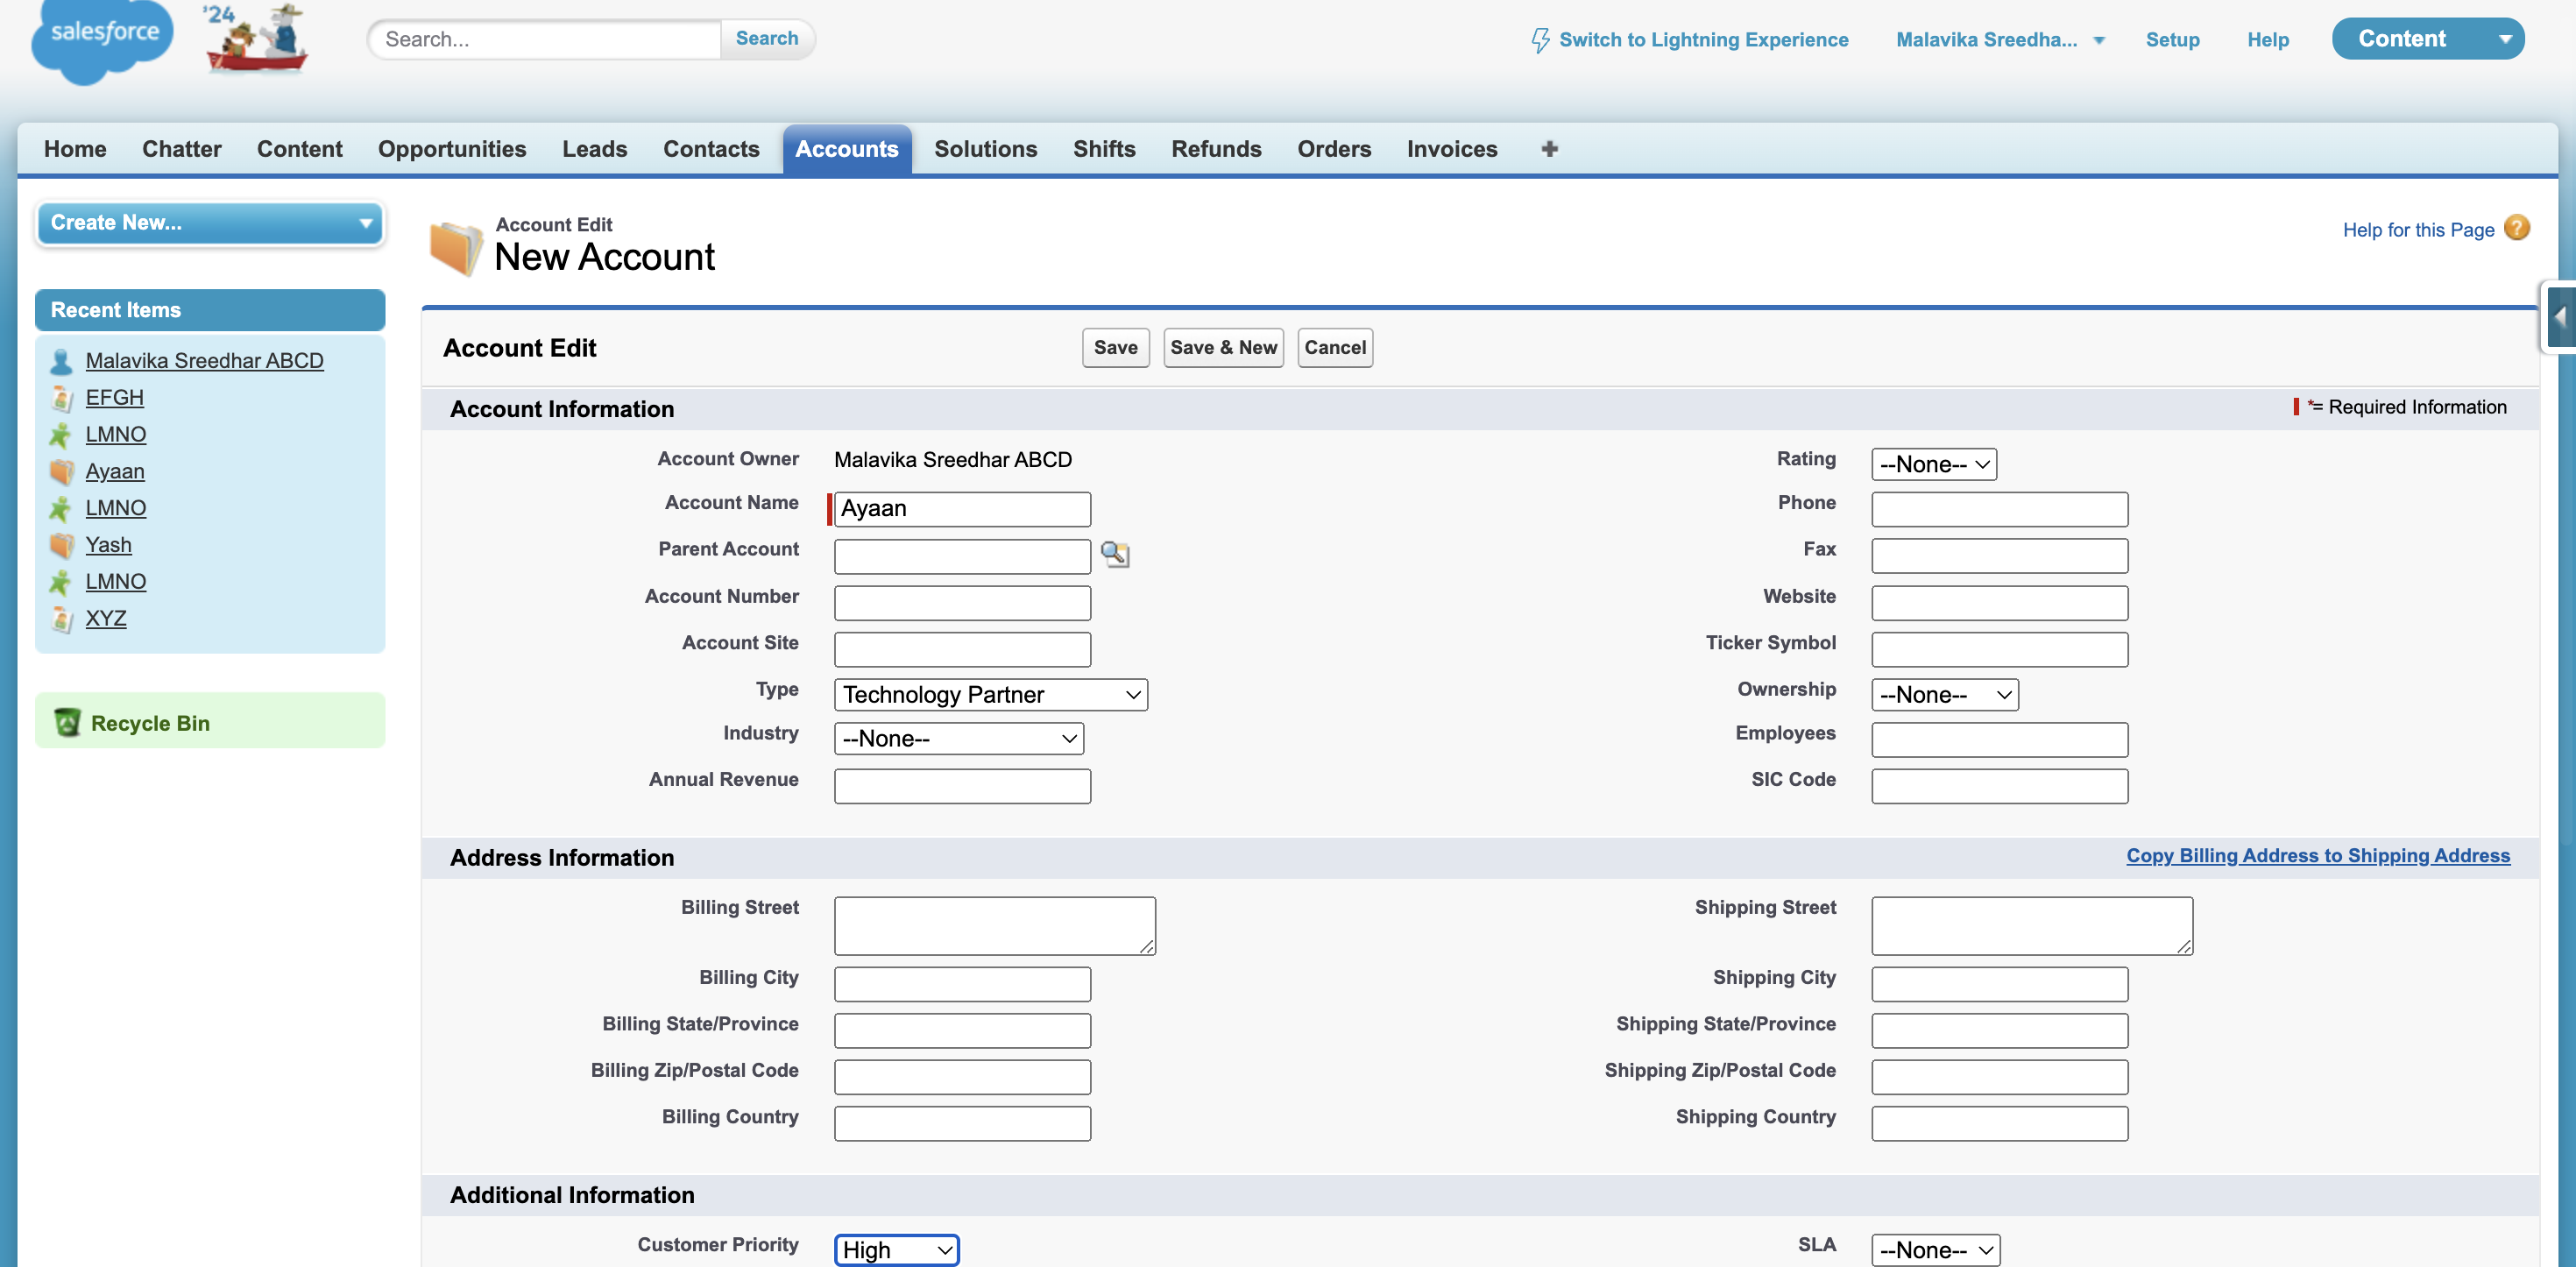 salesforce
'24
Search...
Search
Switch to Lightning Experience
Malavika Sreedha...
Setup
Help
Content
Home
Chatter
Content
Opportunities
Leads
Contacts
Accounts
Solutions
Shifts
Refunds
Orders
Invoices
+
Create New...
Recent Items
Malavika Sreedhar ABCD
EFGH
LMNO
Ayaan
LMNO
Yash
LMNO
XYZ
Recycle Bin
Account Edit
New Account
Help for this Page ?
Account Edit
Save
Save & New
Cancel
Account Information
*= Required Information
Account Owner Malavika Sreedhar ABCD
Rating --None--
Account Name Ayaan
Phone
Parent Account
Fax
Account Number
Website
Account Site
Ticker Symbol
Type Technology Partner
Ownership --None--
Industry --None--
Employees
Annual Revenue
SIC Code
Address Information
Copy Billing Address to Shipping Address
Billing Street
Shipping Street
Billing City
Shipping City
Billing State/Province
Shipping State/Province
Billing Zip/Postal Code
Shipping Zip/Postal Code
Billing Country
Shipping Country
Additional Information
Customer Priority High
SLA --None--